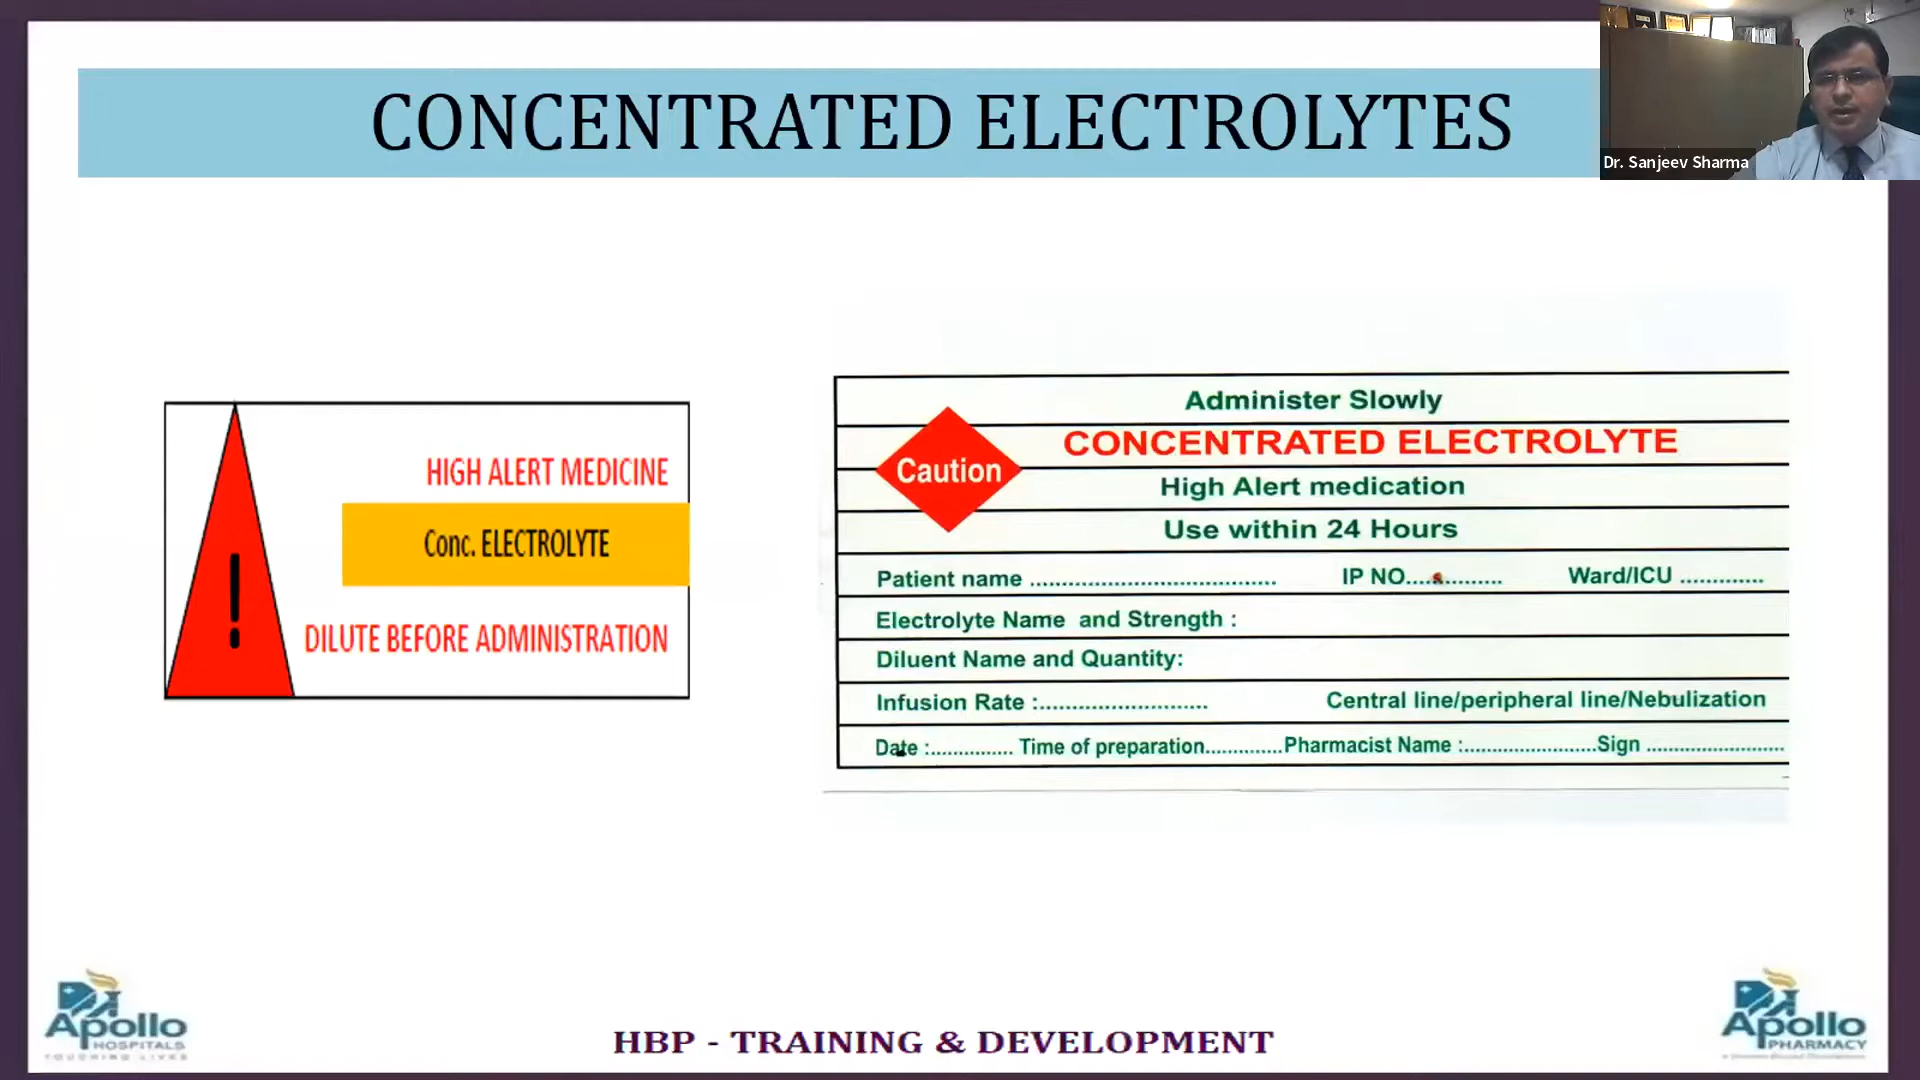 CONCENTRATED ELECTROLYTES
Dr. Sanjeev Sharma
HIGH ALERT MEDICINE
Conc. ELECTROLYTE
!
DILUTE BEFORE ADMINISTRATION
Administer Slowly
CONCENTRATED ELECTROLYTE
Caution
High Alert medication
Use within 24 Hours
Patient name ...................................... IP NO............... Ward/ICU .............
Electrolyte Name and Strength :
Diluent Name and Quantity:
Infusion Rate :.......................... Central line/peripheral line/Nebulization
Date :............. Time of preparation.............Pharmacist Name :.......................Sign ........................
Apollo
HOSPITALS
TOUCHING LIVES
HBP - TRAINING & DEVELOPMENT
Apollo
PHARMACY